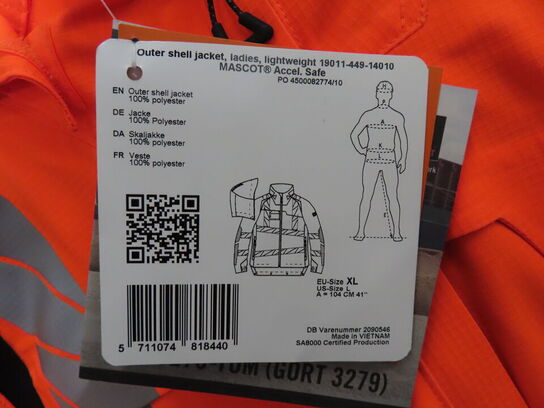 Outer shell jacket, ladies, lightweight 19011-449-14010
MASCOT® Accel. Safe
PO 4500082774/10
EN Outer shell jacket
100% polyester
DE Jacke
100% Polyester
DA Skaljakke
100% polyester
FR Veste
100% polyester
H
P
A
K
L
E
EU-Size XL
US-Size L
A = 104 CM 41"
DB Varenummer 2090546
Made in VIETNAM
SA8000 Certified Production
5 711074 818440
(GORT 3279)